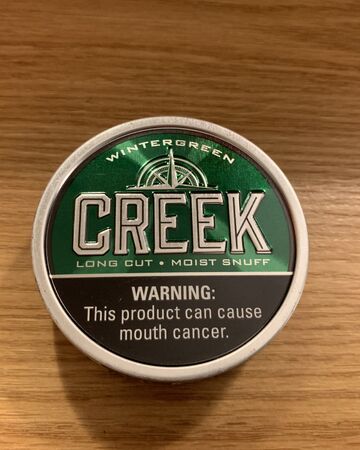 WINTERGREEN
CREEK
LONG CUT • MOIST SNUFF
WARNING:
This product can cause
mouth cancer.